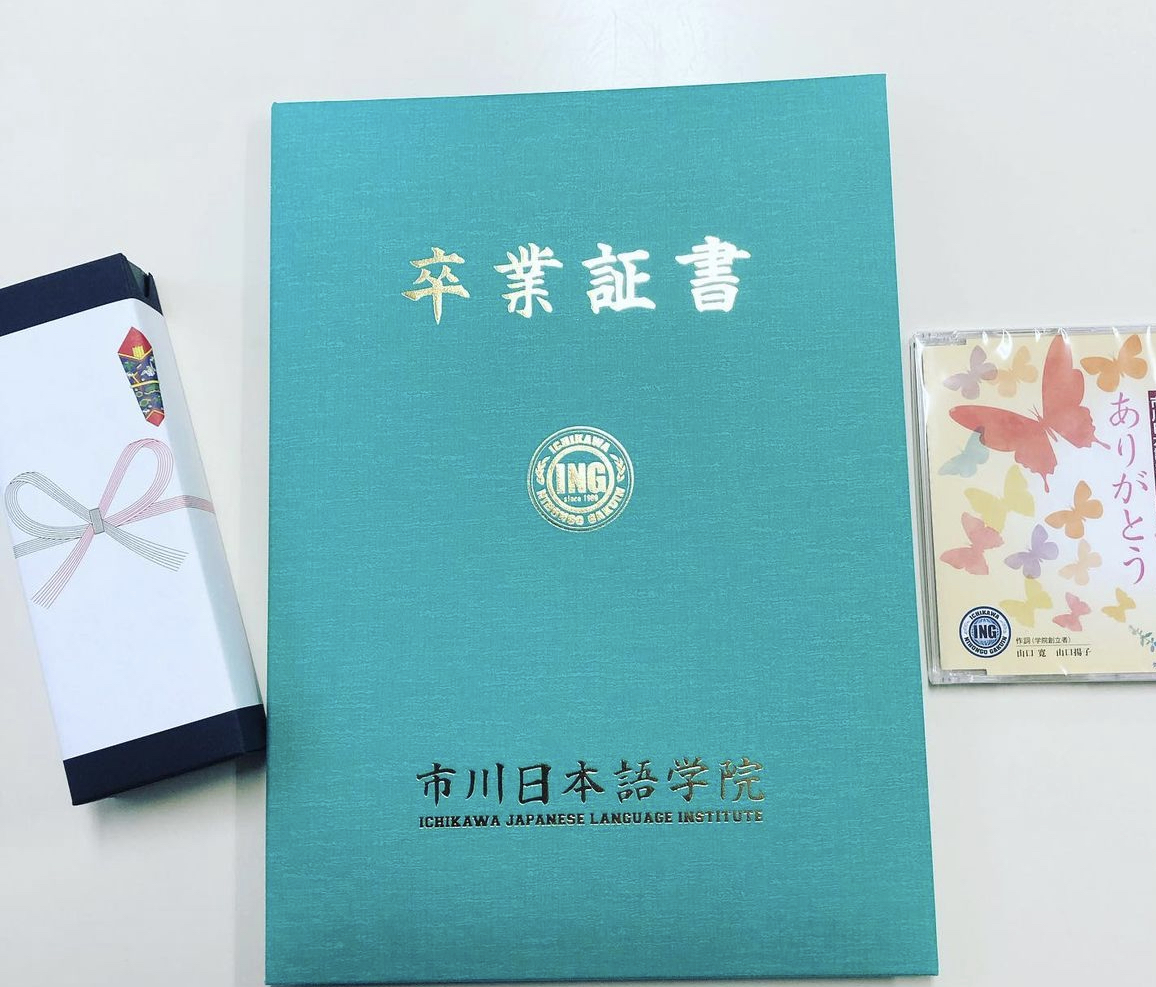 卒業証書
ICHIKAWA
ING
since 1989
NIHONGO GAKUIN
市川日本語学院
ICHIKAWA JAPANESE LANGUAGE INSTITUTE
ありがとう
ICHIKAWA
ING
NIHONGO GAKUIN
作詞(学院創立者)
山口 寛 山口揚子